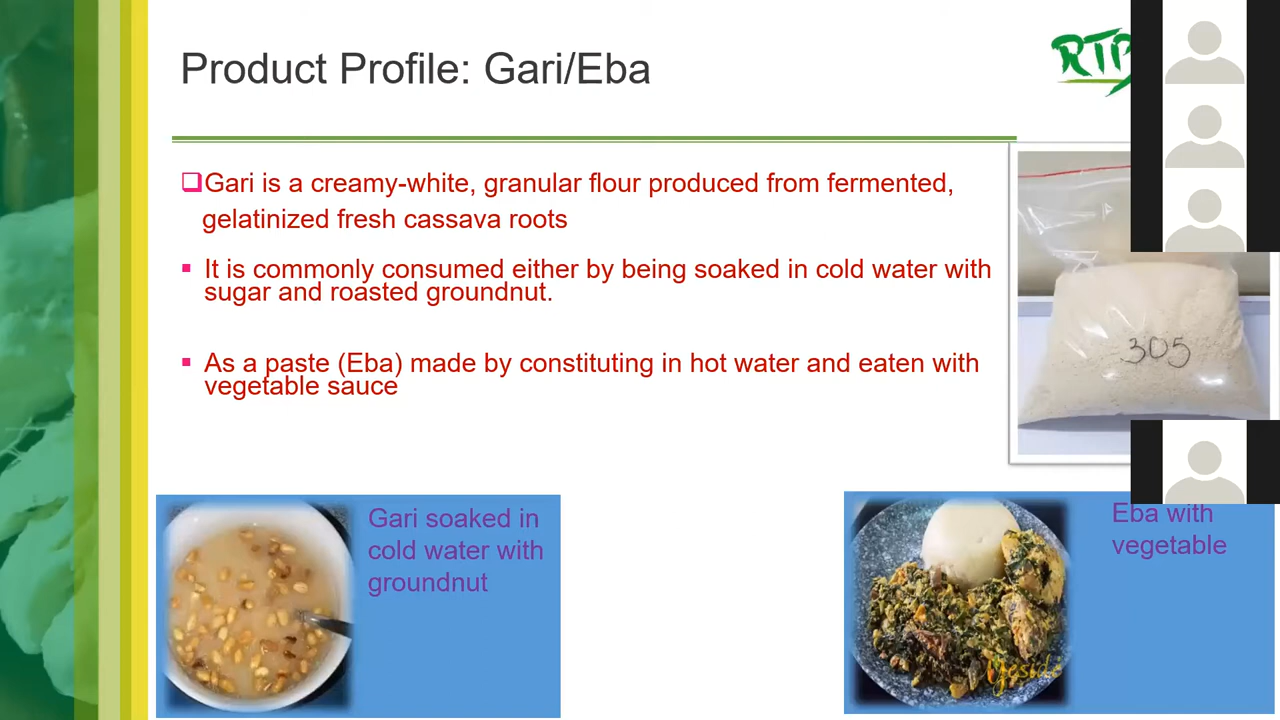 Product Profile: Gari/Eba
RTB
Gari is a creamy-white, granular flour produced from fermented,
gelatinized fresh cassava roots
It is commonly consumed either by being soaked in cold water with
sugar and roasted groundnut.
As a paste (Eba) made by constituting in hot water and eaten with
vegetable sauce
305
Gari soaked in
cold water with
groundnut
Eba with
vegetable
Yeside